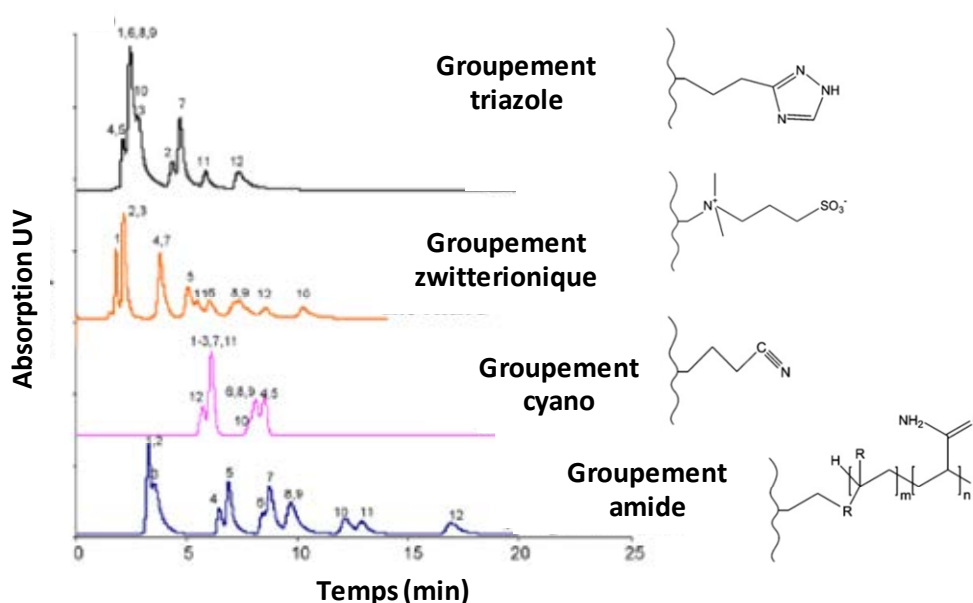 Absorption UV
1,6,8,9
10
3
4,5
7
2
11
12
Groupement
triazole
N
NH
N
2,3
1
4,7
5
11
6
8,9
12
10
Groupement
zwitterionique
N+
SO3-
1-3,7,11
12
6,8,9
4,5
10
Groupement
cyano
C
N
1,2
3
4
5
6
7
8,9
10
11
12
Groupement
amide
NH2
H
R
R
m
n
0
5
10
15
20
25
Temps (min)